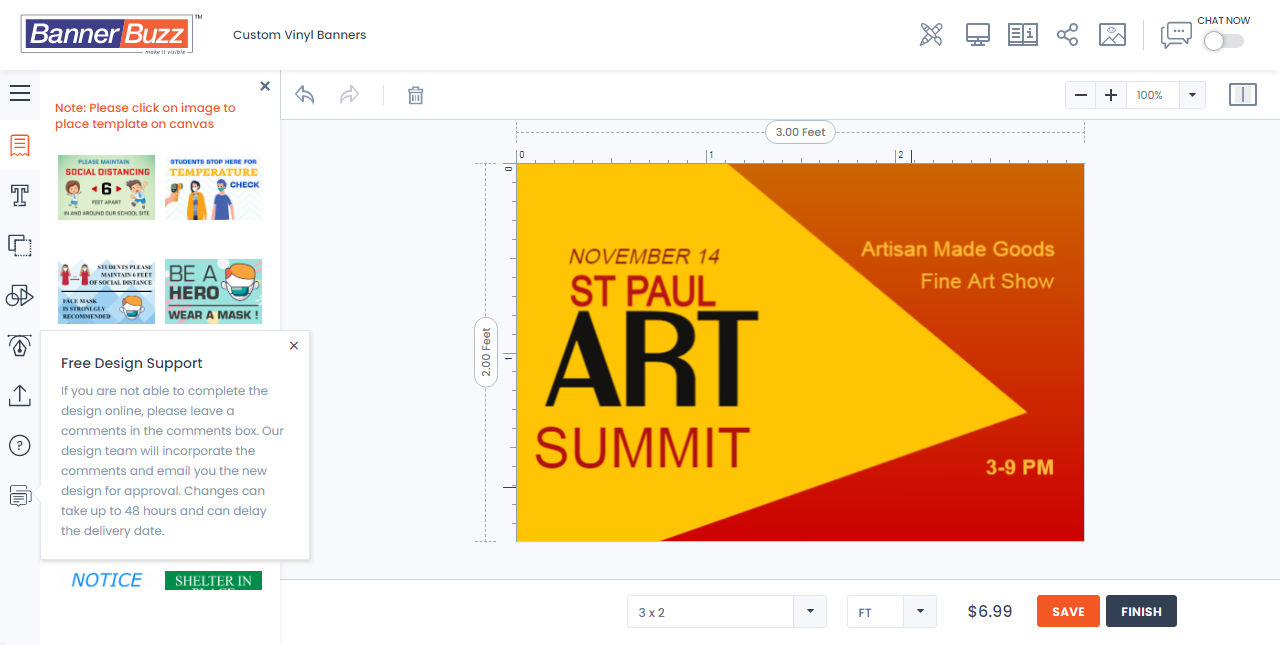 BannerBuzz
TM
make it visible
Custom Vinyl Banners
CHAT NOW
Note: Please click on image to
place template on canvas
100%
3.00 Feet
0
1
2
0
1
2.00 Feet
PLEASE MAINTAIN
SOCIAL DISTANCING
6
FEET APART
IN AND AROUND OUR SCHOOL SITE
STUDENTS STOP HERE FOR
TEMPERATURE
CHECK
STUDENTS PLEASE
MAINTAIN 6 FEET
OF SOCIAL DISTANCE
FACE MASK
IS STRONLGLY
RECOMMENDED
BE A
HERO
WEAR A MASK !
Free Design Support
If you are not able to complete the
design online, please leave a
comments in the comments box. Our
design team will incorporate the
comments and email you the new
design for approval. Changes can
take up to 48 hours and can delay
the delivery date.
NOTICE
SHELTER IN
PLACE
NOVEMBER 14
ST PAUL
ART
SUMMIT
Artisan Made Goods
Fine Art Show
3-9 PM
3 x 2
FT
$6.99
SAVE
FINISH